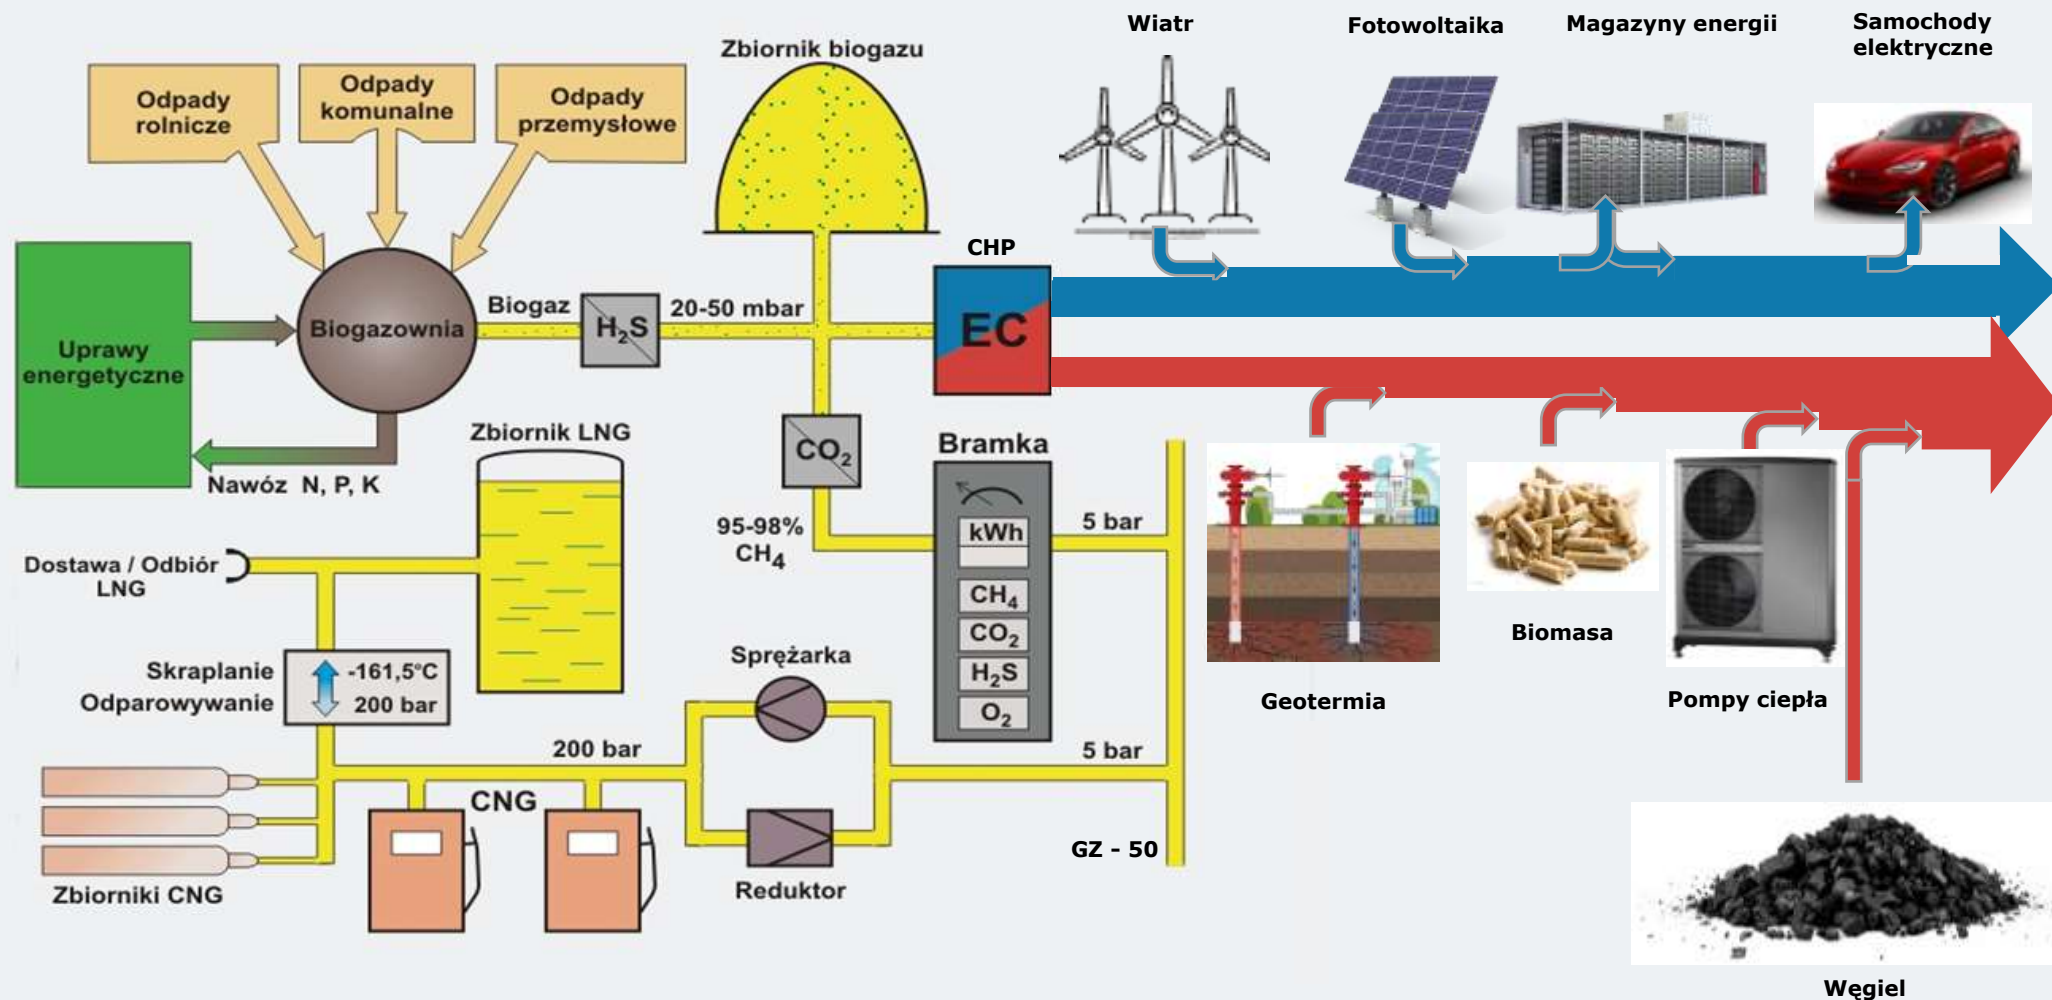 Wiatr
Fotowoltaika
Magazyny energii
Samochody
elektryczne
Zbiornik biogazu
Odpady
rolnicze
Odpady
komunalne
Odpady
przemysłowe
CHP
EC
Uprawy
energetyczne
Biogazownia
Biogaz
H₂S
20-50 mbar
Nawóz N, P, K
Zbiornik LNG
CO₂
95-98%
CH₄
Bramka
kWh
CH₄
CO₂
H₂S
O₂
5 bar
Dostawa / Odbiór
LNG
Skraplanie
Odparowywanie
-161,5°C
200 bar
Sprężarka
200 bar
5 bar
CNG
Reduktor
GZ - 50
Zbiorniki CNG
Geotermia
Biomasa
Pompy ciepła
Węgiel